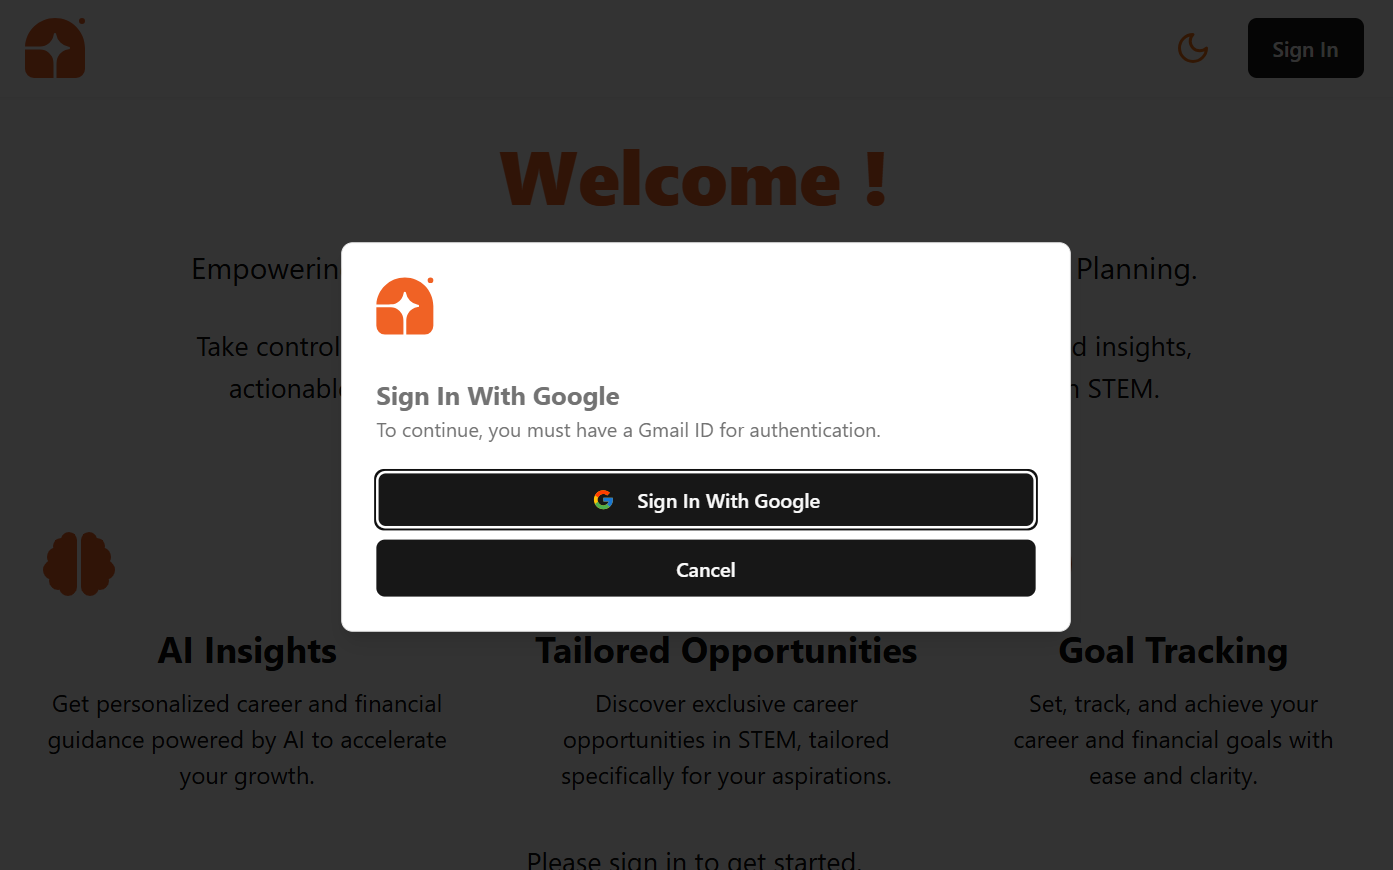 Sign In
Welcome !
Empowerin Planning.
Take control d insights,
actionable STEM.
Sign In With Google
To continue, you must have a Gmail ID for authentication.
Sign In With Google
Cancel
AI Insights
Get personalized career and financial
guidance powered by AI to accelerate
your growth.
Tailored Opportunities
Discover exclusive career
opportunities in STEM, tailored
specifically for your aspirations.
Goal Tracking
Set, track, and achieve your
career and financial goals with
ease and clarity.
Please sign in to get started.